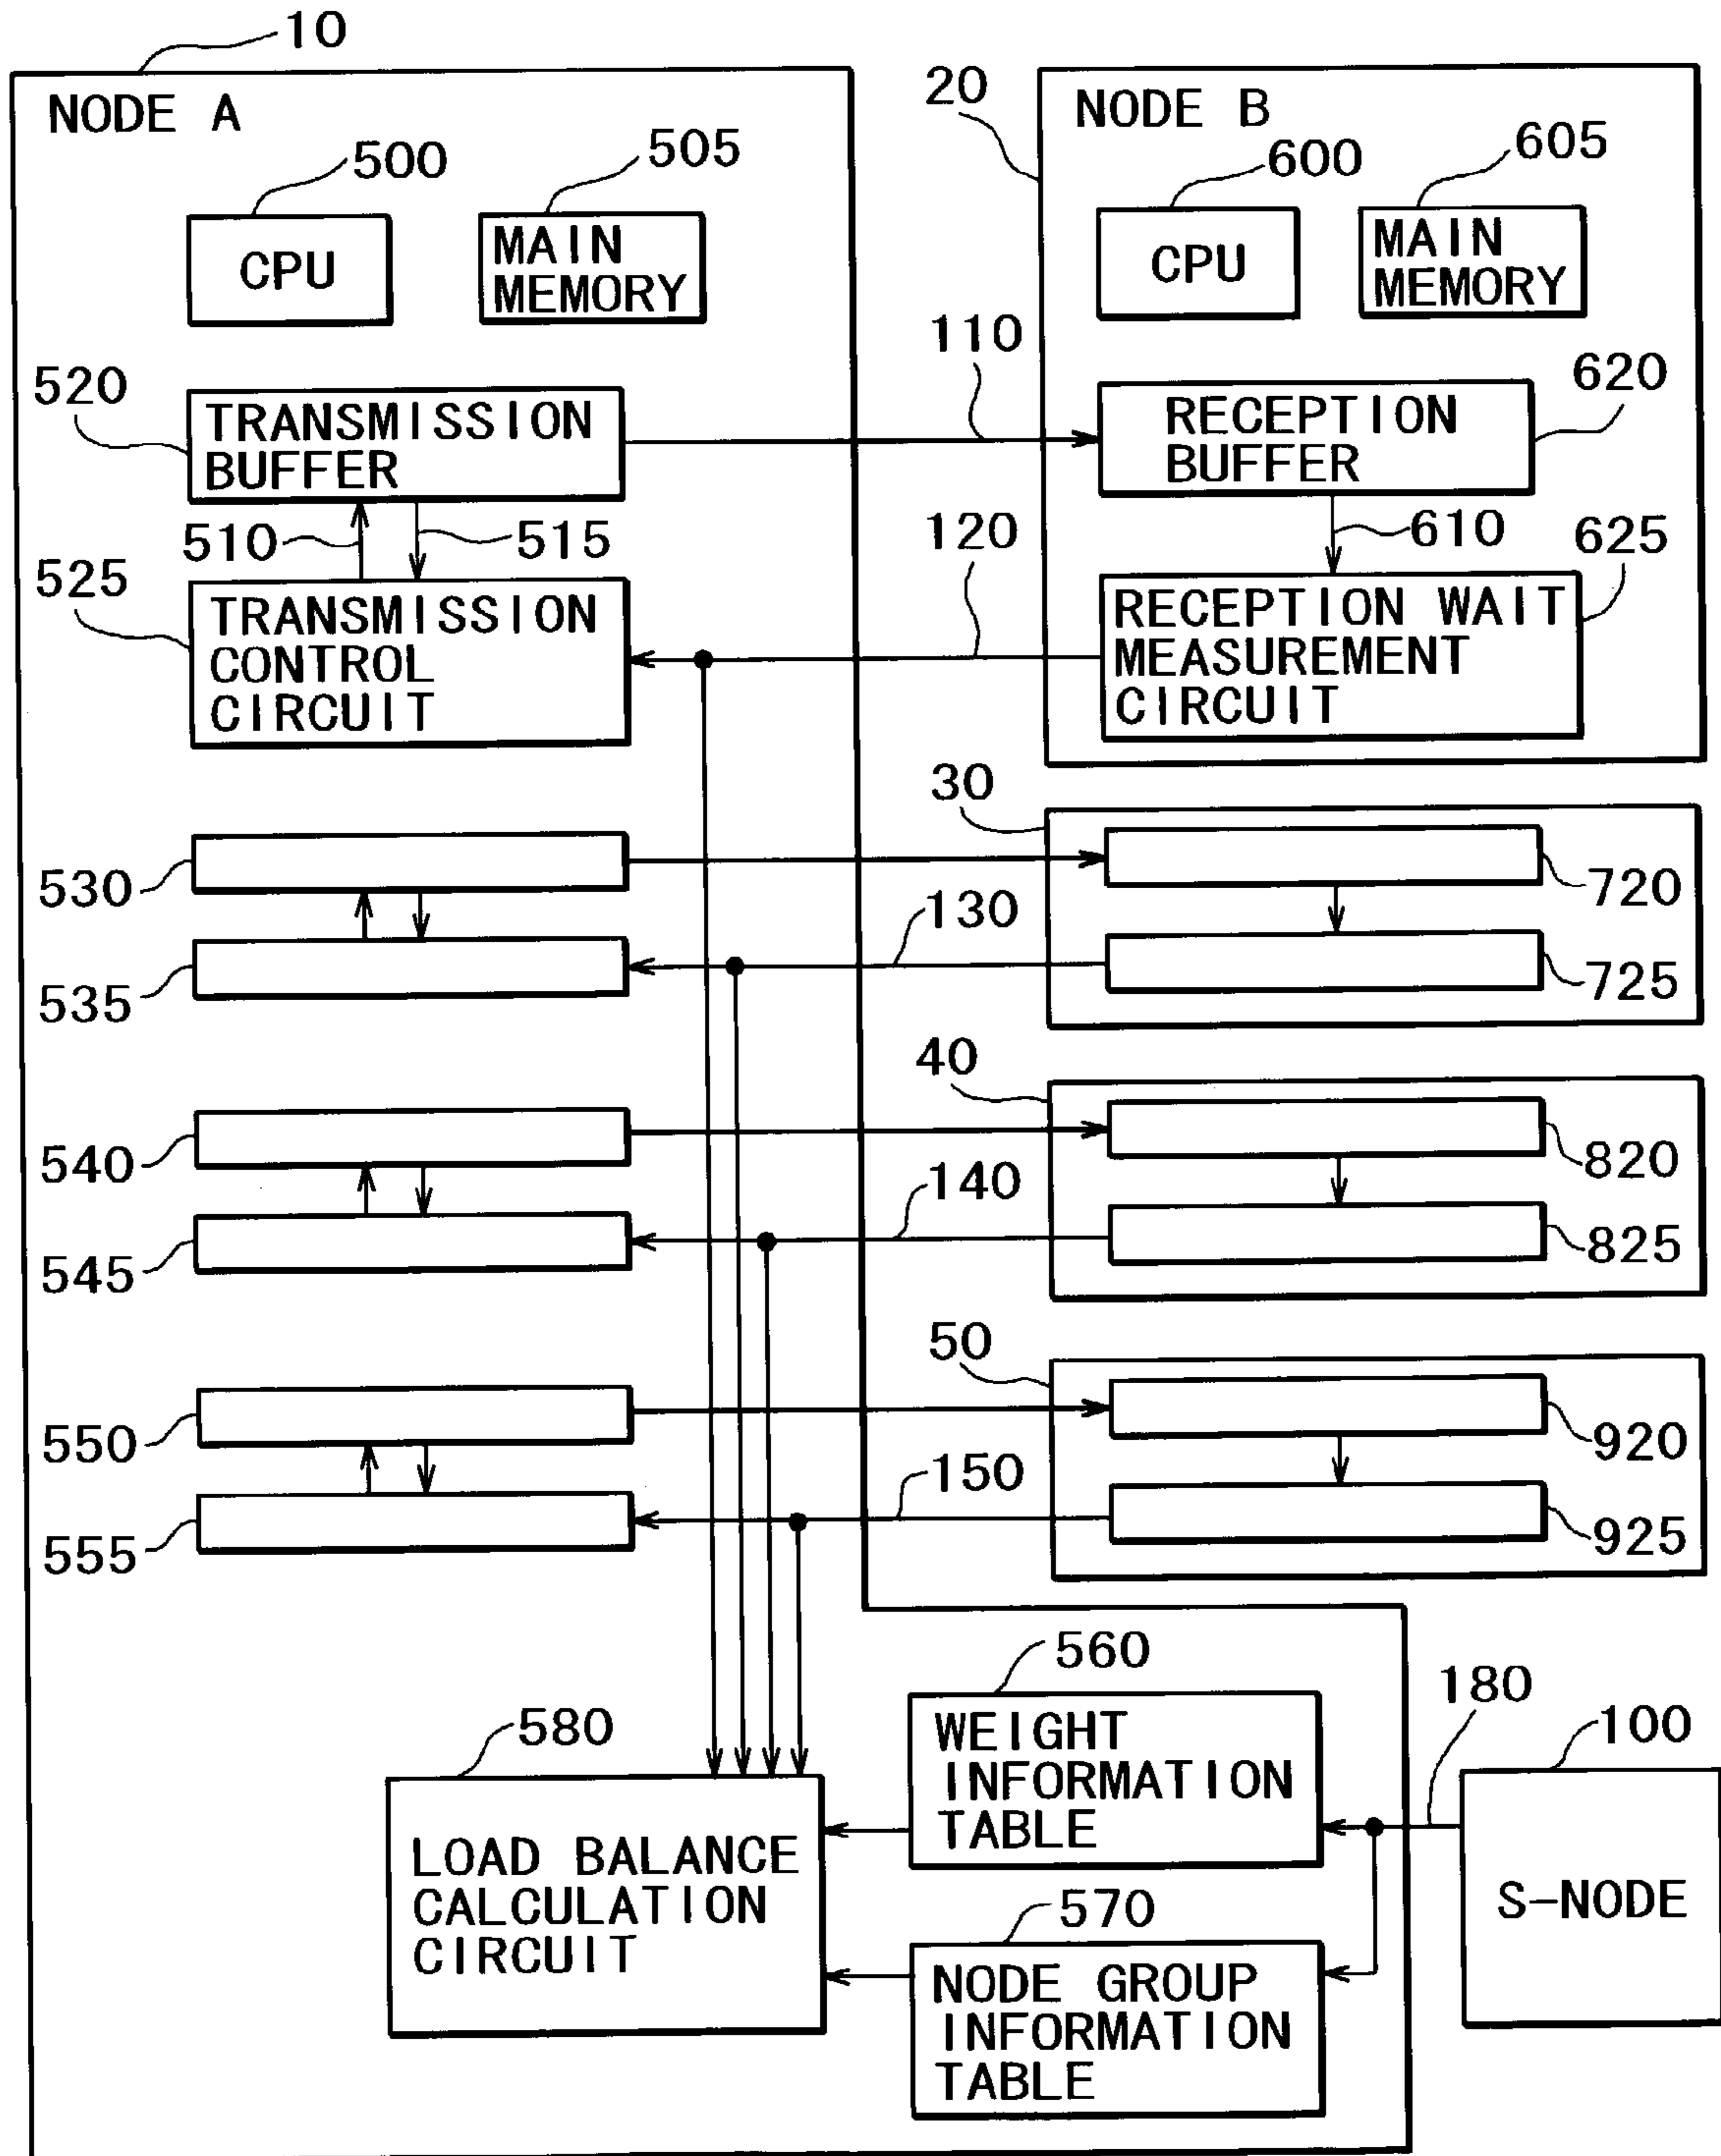 10
NODE A
500
505
CPU
MAIN
MEMORY
20
NODE B
600
605
CPU
MAIN
MEMORY
110
520
TRANSMISSION
BUFFER
RECEPTION
BUFFER
620
510
515
120
610
625
525
TRANSMISSION
CONTROL
CIRCUIT
RECEPTION WAIT
MEASUREMENT
CIRCUIT
30
530
720
130
535
725
40
540
820
140
545
825
50
550
920
150
555
925
560
180
100
580
WEIGHT
INFORMATION
TABLE
LOAD BALANCE
CALCULATION
CIRCUIT
S-NODE
570
NODE GROUP
INFORMATION
TABLE